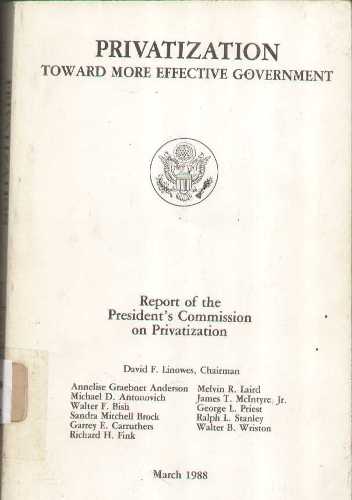 PRIVATIZATION
TOWARD MORE EFFECTIVE GOVERNMENT
Report of the
President's Commission
on Privatization
David F. Linowes, Chairman
Annelise Graebner Anderson
Michael D. Antonovich
Walter F. Bish
Sandra Mitchell Brock
Garrey E. Carruthers
Richard H. Fink
Melvin R. Laird
James T. McIntyre, Jr.
George L. Priest
Ralph L. Stanley
Walter B. Wriston
March 1988